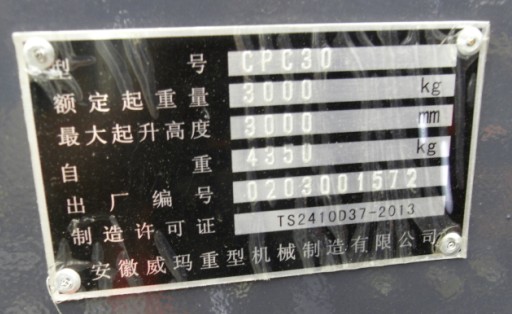 型 号 CPC30
额定起重量 3000 kg
最大起升高度 3000 mm
自 重 4350 kg
出厂编号 0203001572
制造许可证 TS2410D37-2013
安徽威玛重型机械制造有限公司